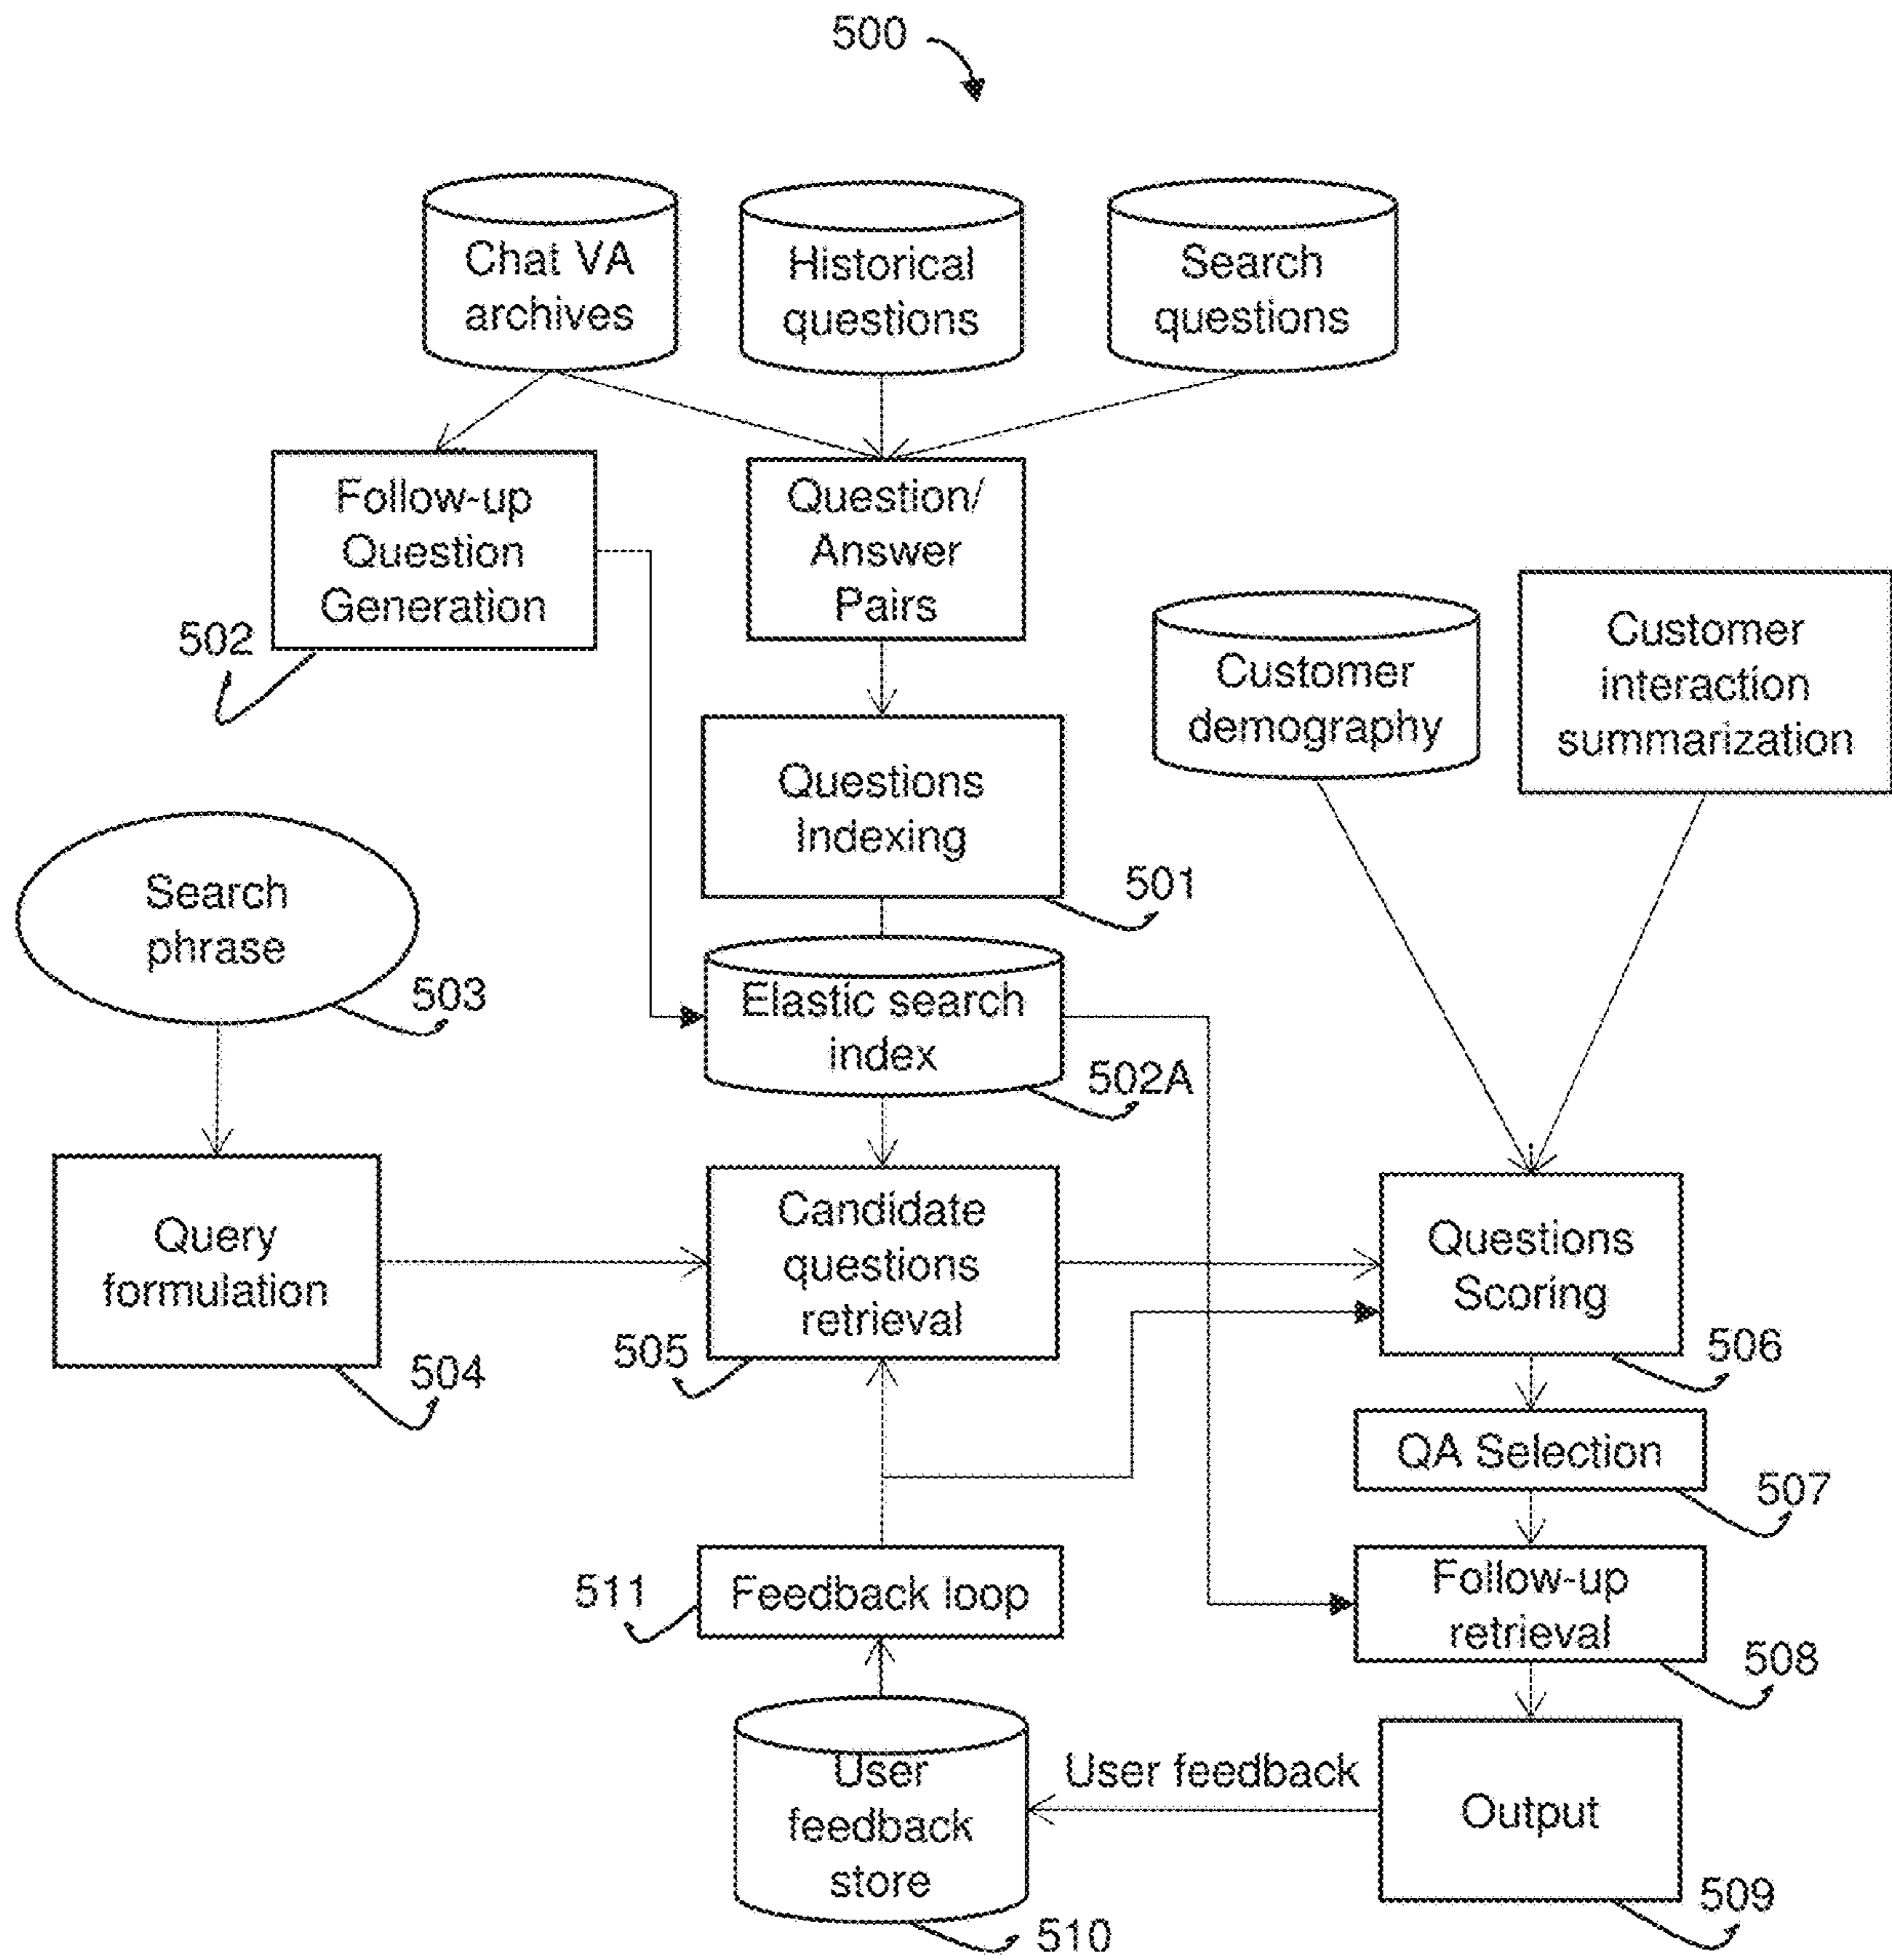 500
Chat VA
archives
Historical
questions
Search
questions
Follow-up
Question
Generation
502
Question/
Answer
Pairs
Customer
demography
Customer
interaction
summarization
Questions
Indexing
501
Search
phrase
503
Elastic search
index
502A
Query
formulation
504
Candidate
questions
retrieval
505
Questions
Scoring
506
QA Selection
507
Feedback loop
511
Follow-up
retrieval
508
User
feedback
store
510
User feedback
Output
509